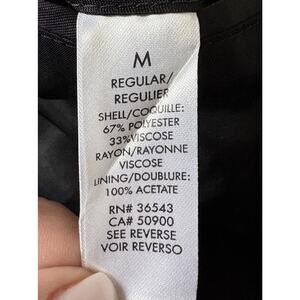 M
REGULAR/
REGULIER
SHELL/COQUILLE:
67% POLYESTER
33%VISCOSE
RAYON/RAYONNE
VISCOSE
LINING/DOUBLURE:
100% ACETATE
RN# 36543
CA# 50900
SEE REVERSE
VOIR REVERSO